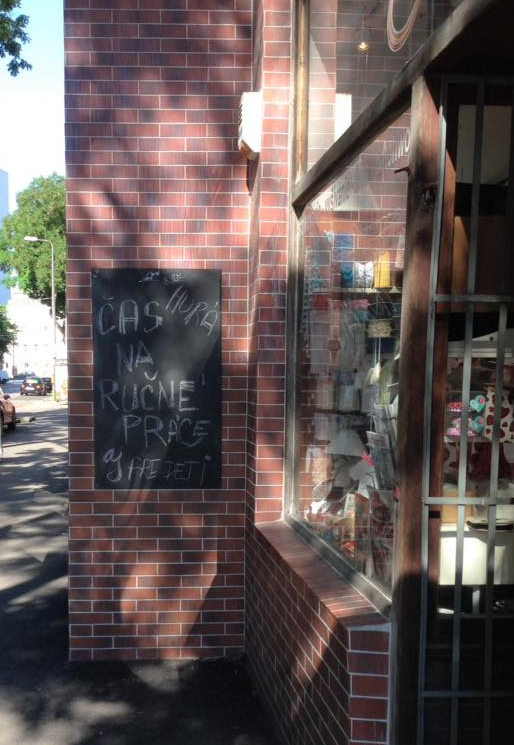 HURÁ
ČAS
NA
RUČNÉ
PRÁCE
AJ PRE DETI